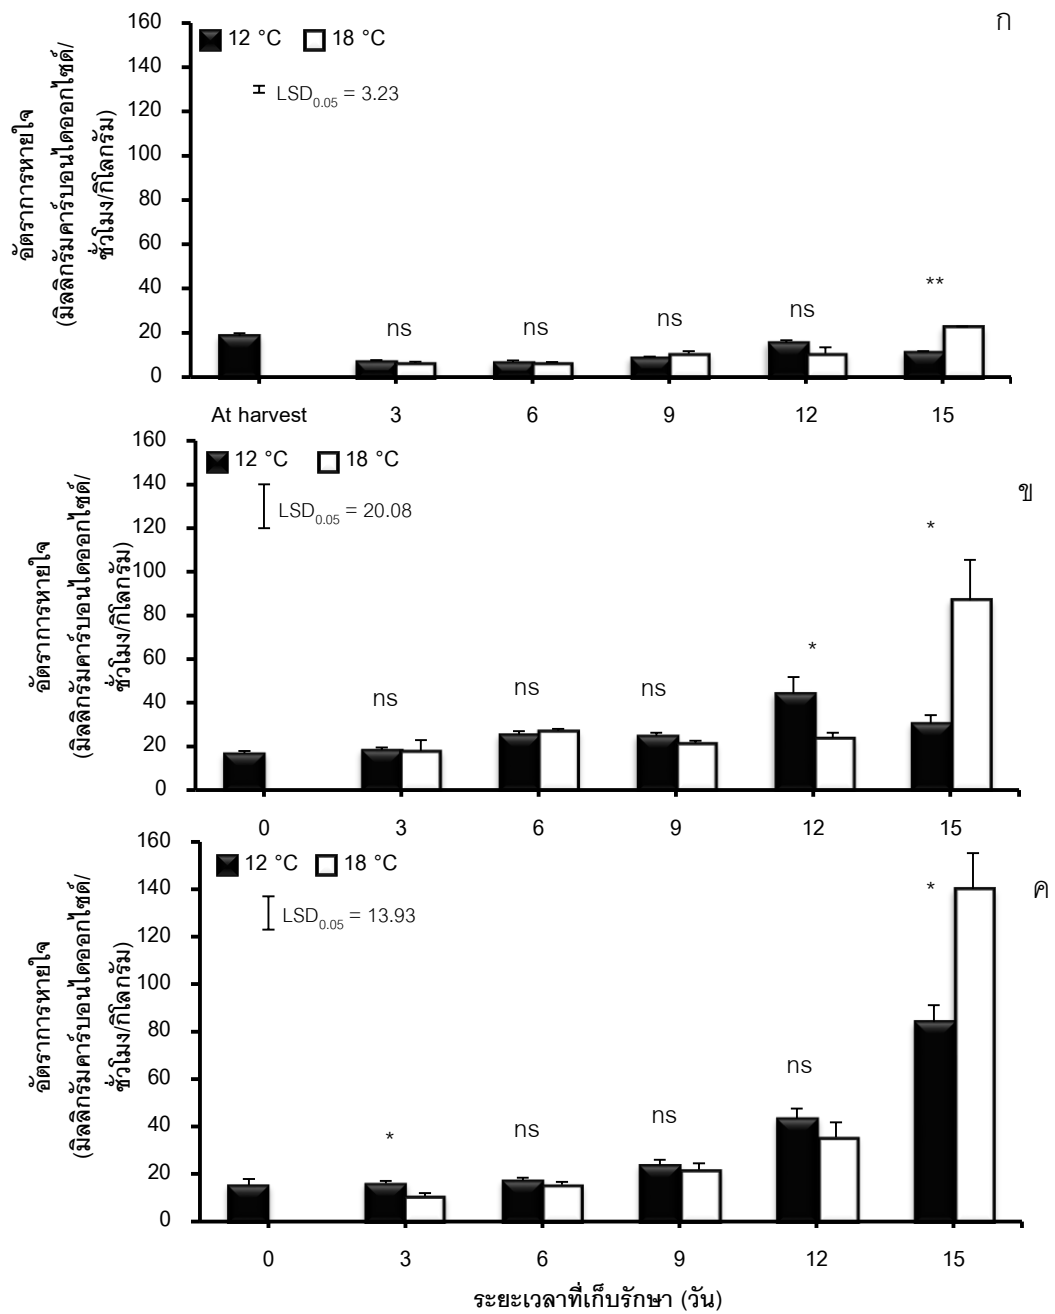 ก
160
140
120
100
80
60
40
20
0
12 °C 18 °C
LSD0.05 = 3.23
อัตราการหายใจ
(มิลลิกรัมคาร์บอนไดออกไซด์/
ชั่วโมง/กิโลกรัม)
ns ns ns ns **
At harvest 3 6 9 12 15
ข
160
140
120
100
80
60
40
20
0
12 °C 18 °C
LSD0.05 = 20.08
อัตราการหายใจ
(มิลลิกรัมคาร์บอนไดออกไซด์/
ชั่วโมง/กิโลกรัม)
ns ns ns * *
0 3 6 9 12 15
ค
160
140
120
100
80
60
40
20
0
12 °C 18 °C
LSD0.05 = 13.93
อัตราการหายใจ
(มิลลิกรัมคาร์บอนไดออกไซด์/
ชั่วโมง/กิโลกรัม)
* ns ns ns *
0 3 6 9 12 15
ระยะเวลาที่เก็บรักษา (วัน)